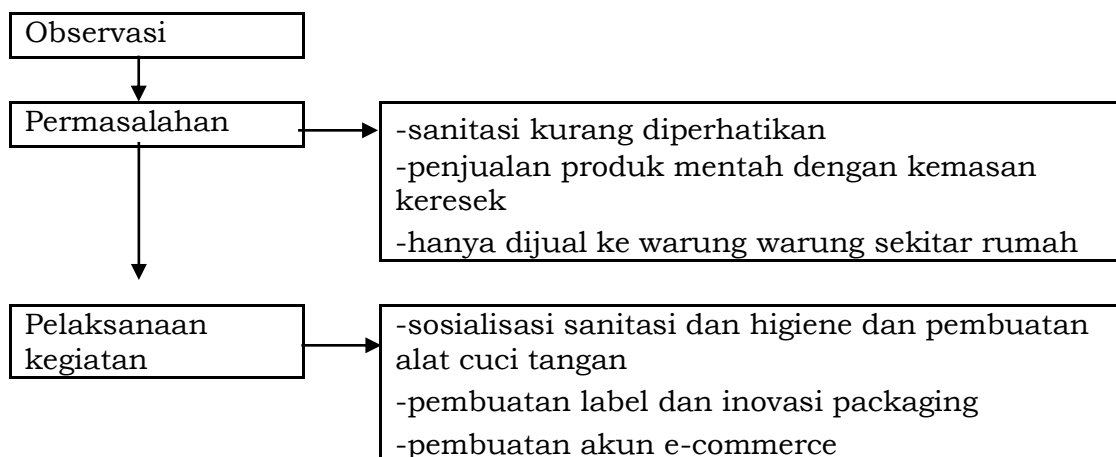 Observasi
Permasalahan
-sanitasi kurang diperhatikan
-penjualan produk mentah dengan kemasan
keresek
-hanya dijual ke warung warung sekitar rumah
Pelaksanaan
kegiatan
-sosialisasi sanitasi dan higiene dan pembuatan
alat cuci tangan
-pembuatan label dan inovasi packaging
-pembuatan akun e-commerce